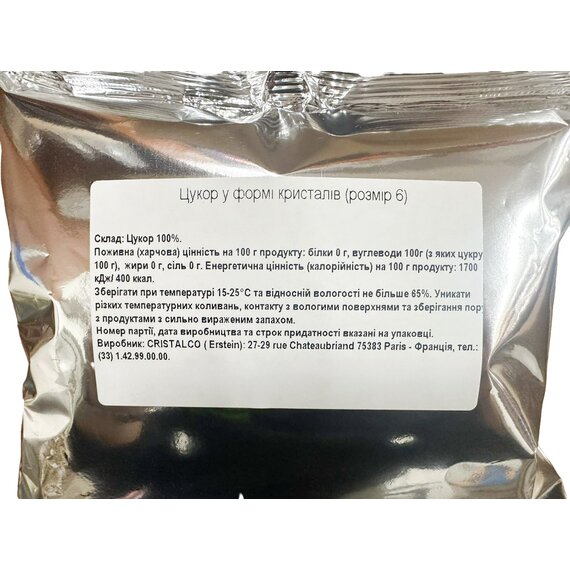 Цукор у формі кристалів (розмір 6)
Склад: Цукор 100%.
Поживна (харчова) цінність на 100 г продукту: білки 0 г, вуглеводи 100г (з яких цукру
100 г), жири 0 г, сіль 0 г. Енергетична цінність (калорійність) на 100 г продукту: 1700
кДж/ 400 ккал.
Зберігати при температурі 15-25°С та відносній вологості не більше 65%. Уникати
різких температурних коливань, контакту з вологими поверхнями та зберігання пор
з продуктами з сильно вираженим запахом.
Номер партії, дата виробництва та строк придатності вказані на упаковці.
Виробник: CRISTALCO ( Erstein): 27-29 rue Chateaubriand 75383 Paris - Франція, тел.:
(33) 1.42.99.00.00.